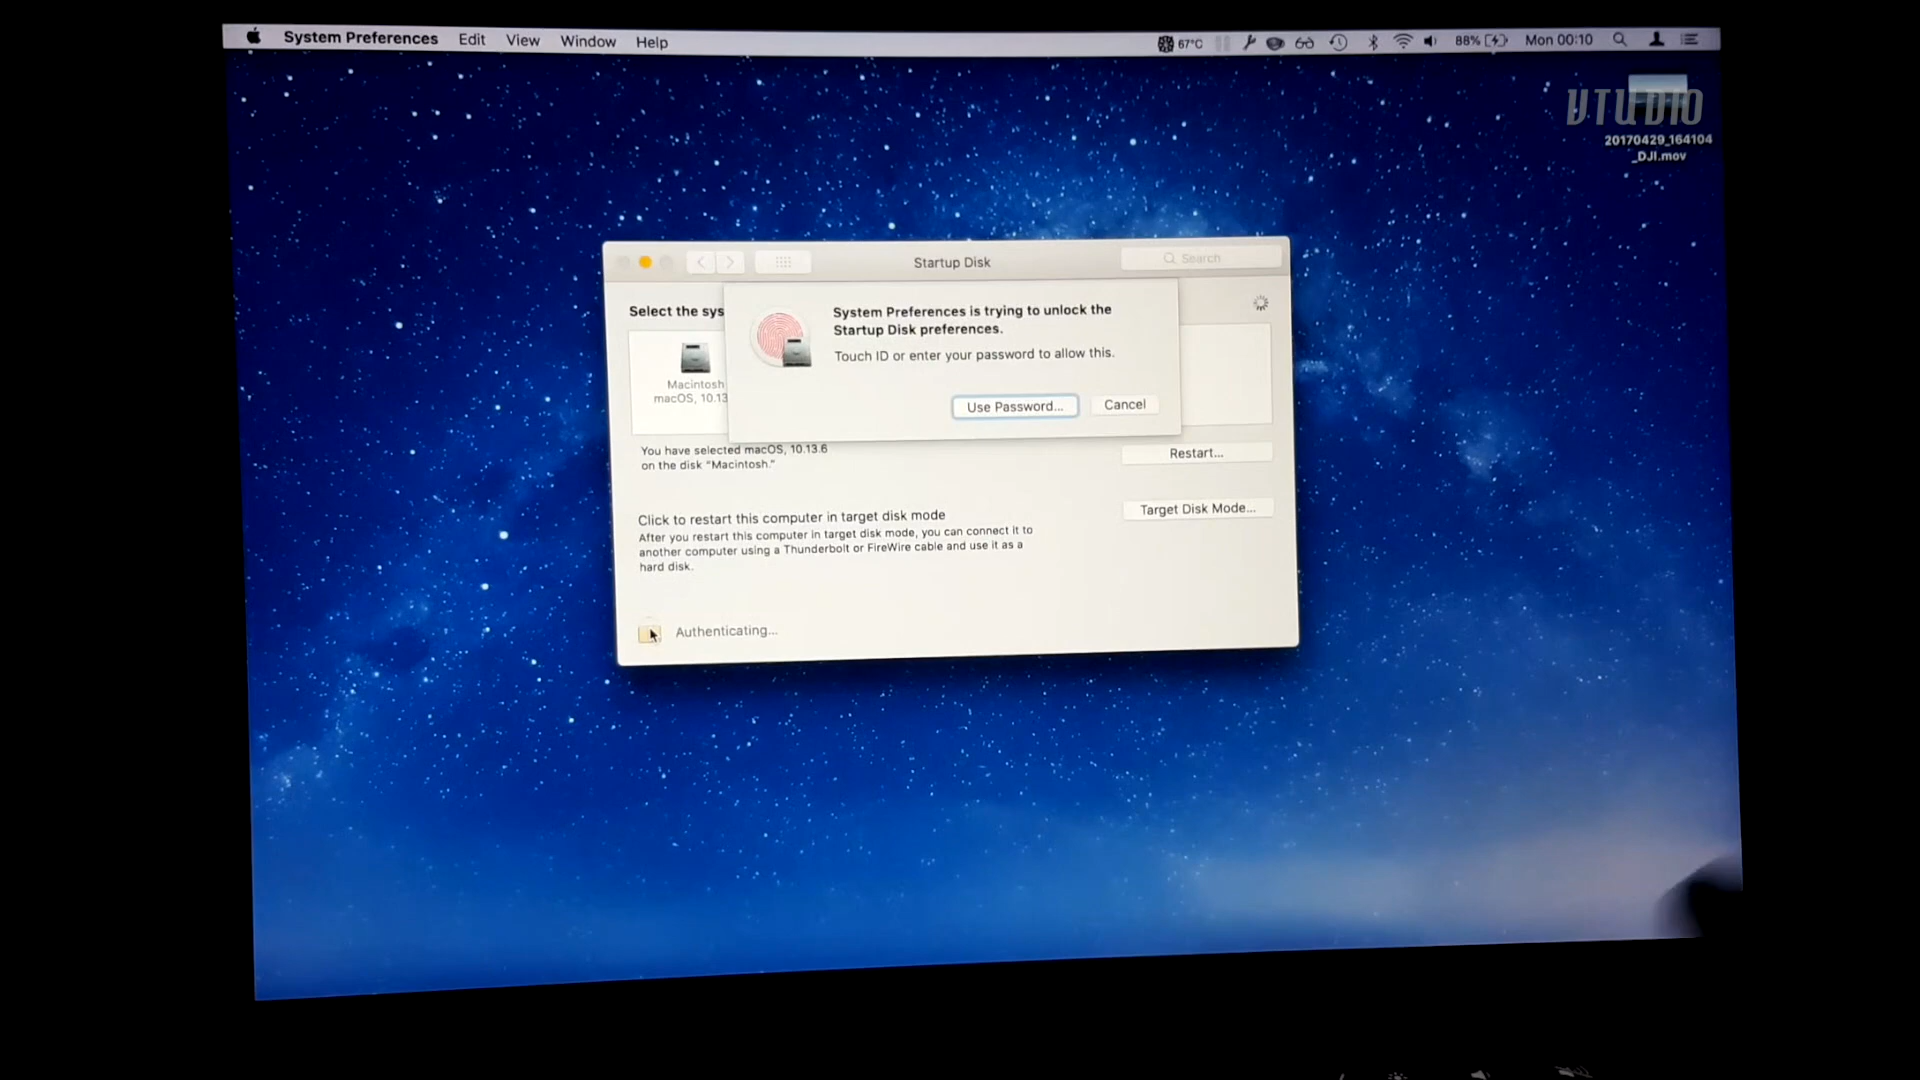 System Preferences Edit View Window Help 67°C 88% Mon 00:10
VTUDIO
20170429_164104
_DJI.mov
Startup Disk
Search
Select the sys
System Preferences is trying to unlock the
Startup Disk preferences.
Touch ID or enter your password to allow this.
Use Password... Cancel
Macintosh
macOS, 10.13
You have selected macOS, 10.13.6
on the disk “Macintosh.”
Restart...
Click to restart this computer in target disk mode
After you restart this computer in target disk mode, you can connect it to
another computer using a Thunderbolt or FireWire cable and use it as a
hard disk.
Target Disk Mode...
Authenticating...